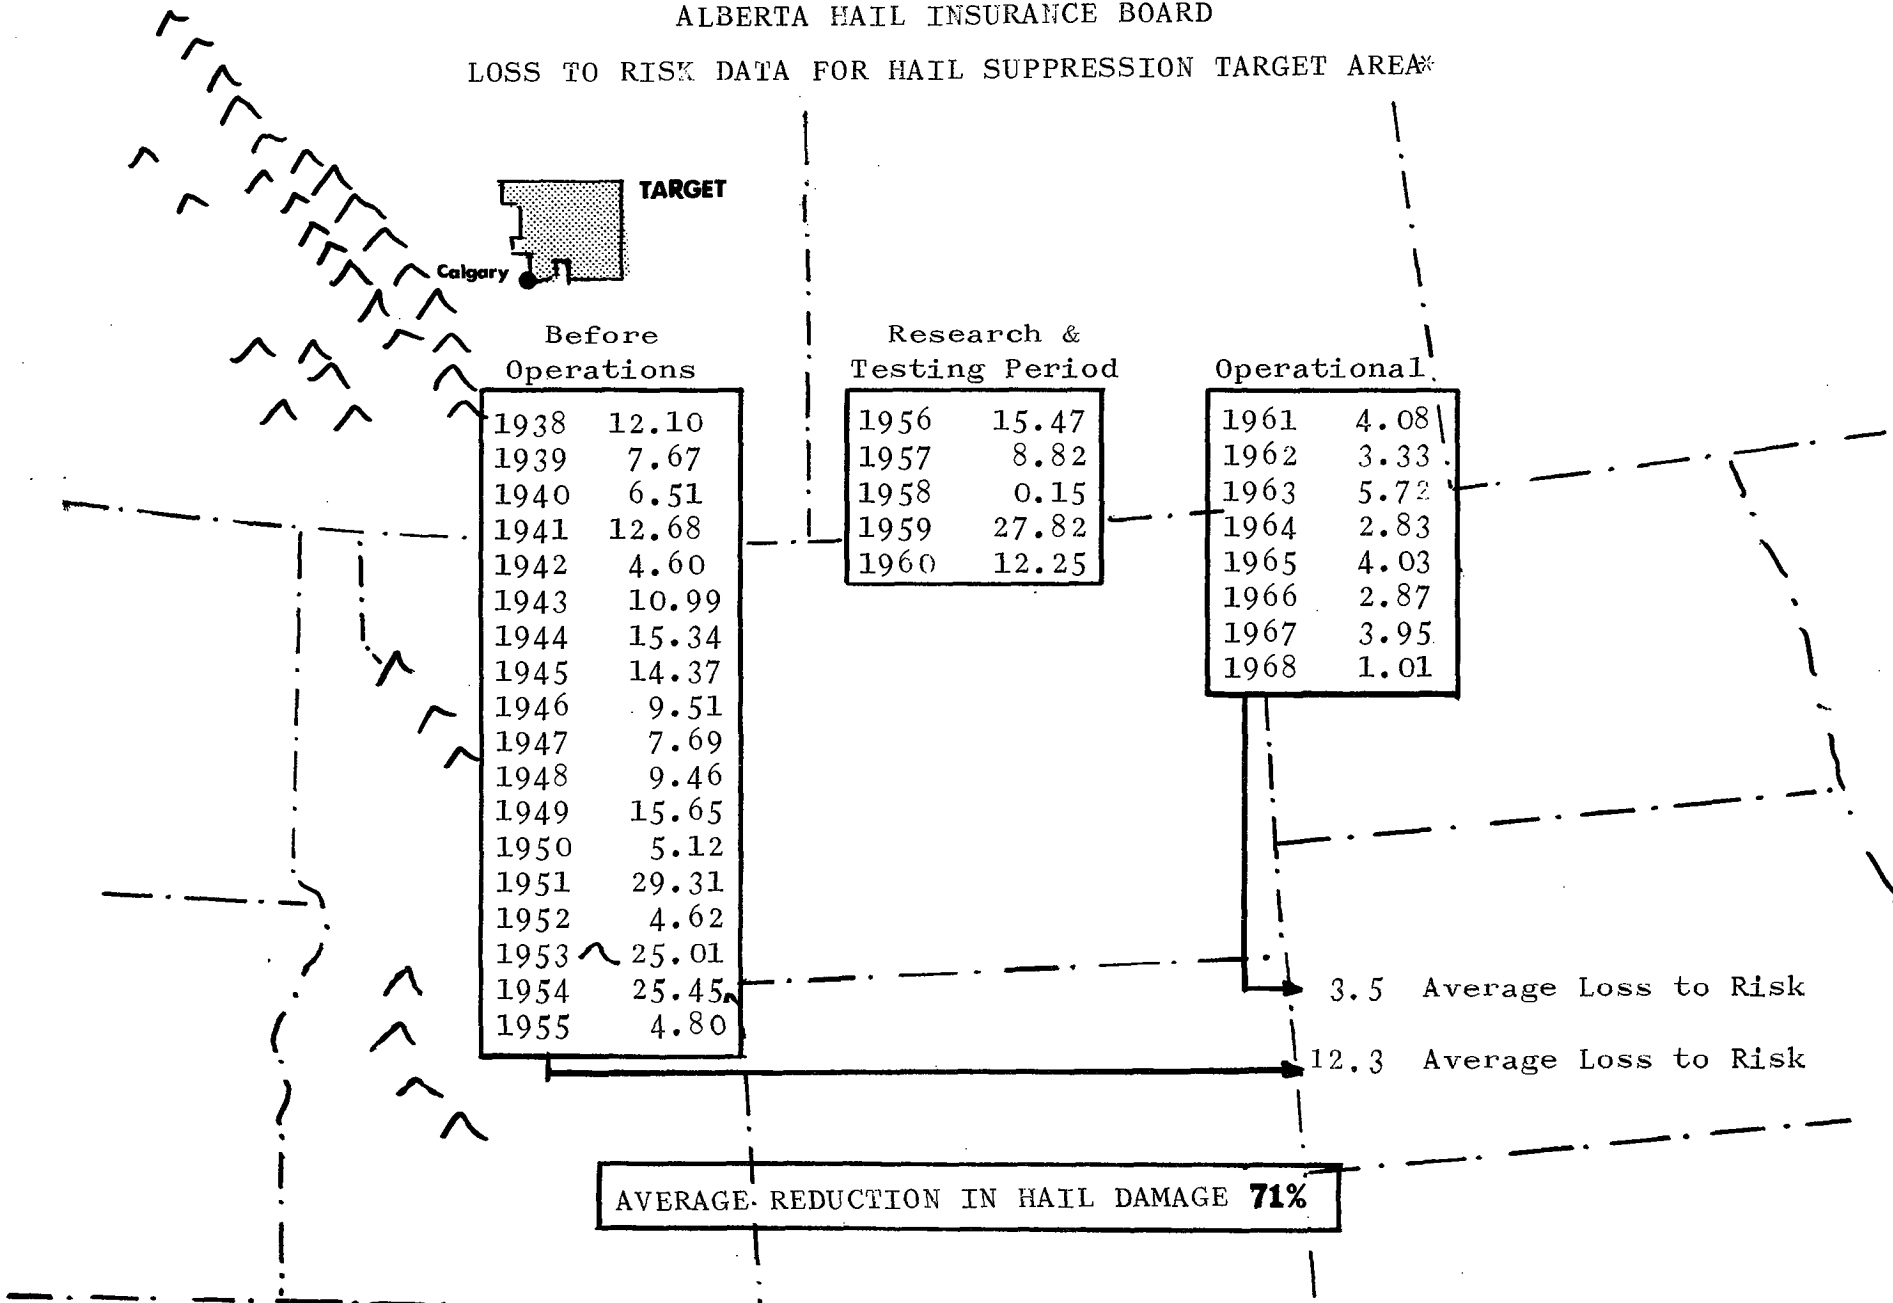 ALBERTA HAIL INSURANCE BOARD
LOSS TO RISK DATA FOR HAIL SUPPRESSION TARGET AREA*
TARGET
Calgary
Before
Operations
1938 12.10
1939 7.67
1940 6.51
1941 12.68
1942 4.60
1943 10.99
1944 15.34
1945 14.37
1946 9.51
1947 7.69
1948 9.46
1949 15.65
1950 5.12
1951 29.31
1952 4.62
1953 25.01
1954 25.45
1955 4.80
Research &
Testing Period
1956 15.47
1957 8.82
1958 0.15
1959 27.82
1960 12.25
Operational
1961 4.08
1962 3.33
1963 5.72
1964 2.83
1965 4.03
1966 2.87
1967 3.95
1968 1.01
3.5 Average Loss to Risk
12.3 Average Loss to Risk
AVERAGE REDUCTION IN HAIL DAMAGE 71%